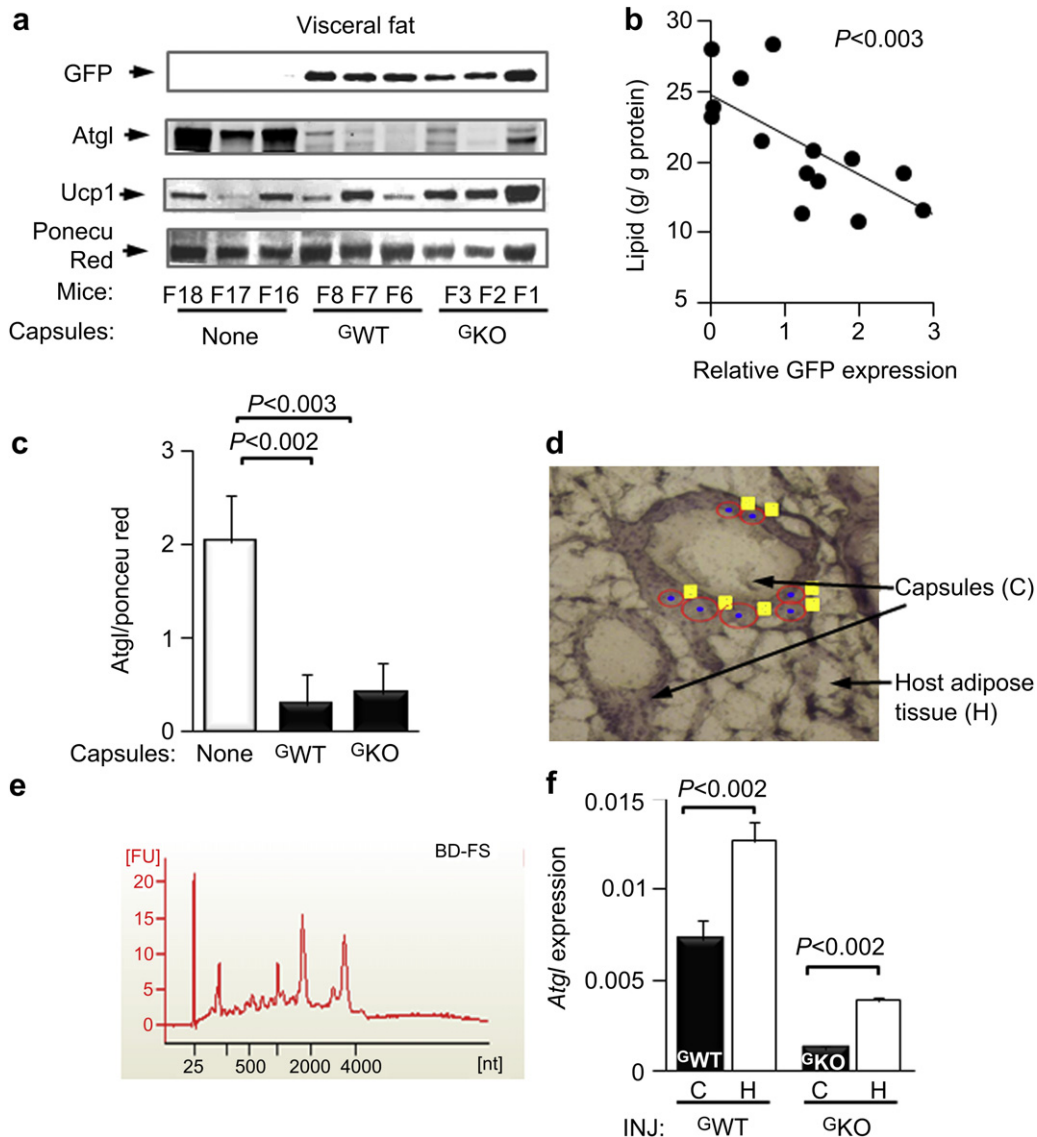 a
Visceral fat
GFP
Atgl
Ucp1
Ponecu
Red
Mice: F18 F17 F16 F8 F7 F6 F3 F2 F1
Capsules: None GWT GKO
b
P<0.003
30
25
20
10
5
0 1 2 3
Lipid (g/ g protein)
Relative GFP expression
c
P<0.003
P<0.002
3
2
1
0
Atgl/ponceu red
Capsules: None GWT GKO
d
Capsules (C)
Host adipose
tissue (H)
e
[FU]
BD-FS
20
15
10
5
0
25 500 2000 4000 [nt]
f
P<0.002
0.015
0.01
0.005
0
Atgl expression
P<0.002
GWT
GKO
C H C H
INJ: GWT GKO